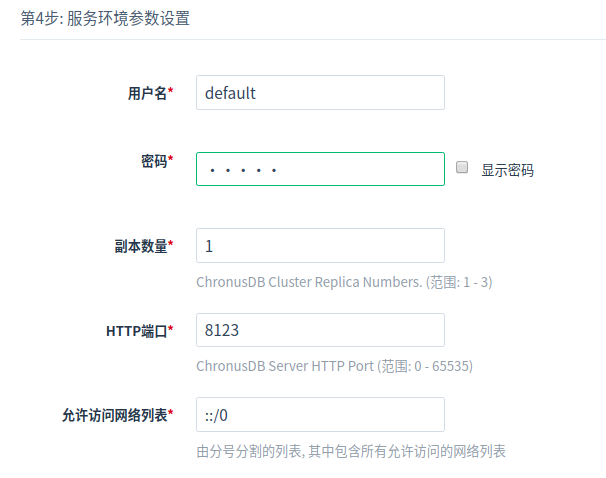 第4步: 服务环境参数设置
用户名*
default
密码*
•••••
显示密码
副本数量*
1
ChronusDB Cluster Replica Numbers. (范围: 1 - 3)
HTTP端口*
8123
ChronusDB Server HTTP Port (范围: 0 - 65535)
允许访问网络列表*
::/0
由分号分割的列表, 其中包含所有允许访问的网络列表